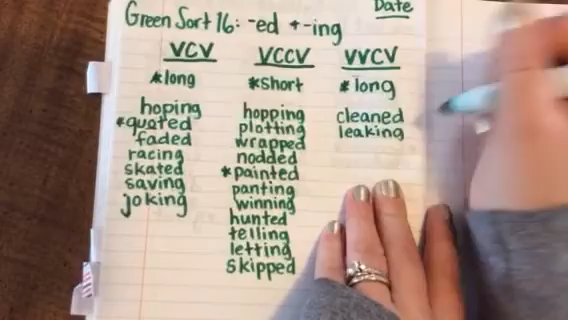 Date
Green Sort 16: -ed + -ing
VCV
*long
hoping
*quoted
faded
racing
skated
saving
joking
VCCV
*short
hopping
plotting
wrapped
nodded
*painted
panting
winning
hunted
telling
letting
skipped
VVCV
*long
cleaned
leaking